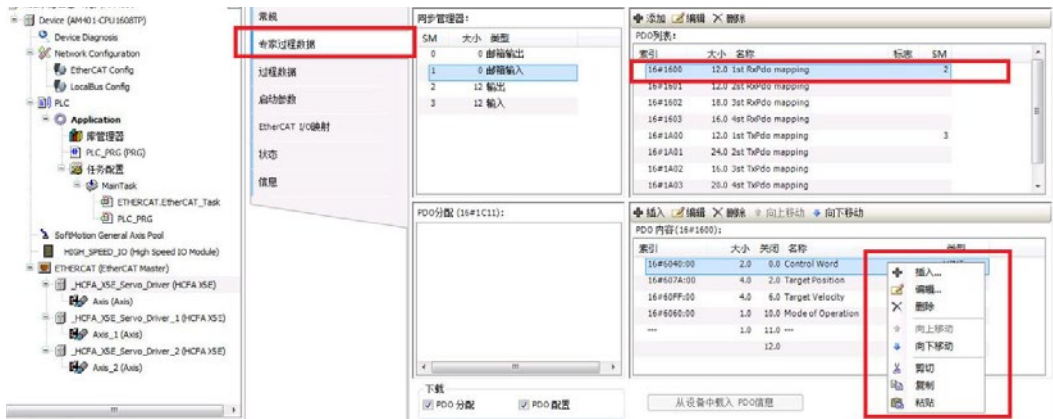 Device (AM401-CPU1608TP)
Device Diagnosis
Network Configuration
EtherCAT Config
LocalBus Config
PLC
Application
库管理器
PLC_PRG (PRG)
任务配置
MainTask
ETHERCAT.EtherCAT_Task
PLC_PRG
SoftMotion General Axis Pool
HIGH_SPEED_IO (High Speed IO Module)
ETHERCAT (EtherCAT Master)
_HCFA_X5E_Servo_Driver (HCFA X5E)
Axis (Axis)
_HCFA_X5E_Servo_Driver_1 (HCFA X5E)
Axis_1 (Axis)
_HCFA_X5E_Servo_Driver_2 (HCFA X5E)
Axis_2 (Axis)
常规
专家过程数据
过程数据
启动参数
EtherCAT I/O映射
状态
信息
同步管理器:
SM 大小 类型
0 0 邮箱输出
1 0 邮箱输入
2 12 输出
3 12 输入
添加 编辑 删除
PDO列表:
索引 大小 名称 标志 SM
16#1600 12.0 1st RxPdo mapping 2
16#1601 12.0 2st RxPdo mapping
16#1602 18.0 3st RxPdo mapping
16#1603 16.0 4st RxPdo mapping
16#1A00 12.0 1st TxPdo mapping 3
16#1A01 24.0 2st TxPdo mapping
16#1A02 16.0 3st TxPdo mapping
16#1A03 20.0 4st TxPdo mapping
PDO分配 (16#1C11):
插入 编辑 删除 向上移动 向下移动
PDO 内容(16#1600):
索引 大小 关闭 名称 类型
16#6040:00 2.0 0.0 Control Word
16#607A:00 4.0 2.0 Target Position
16#60FF:00 4.0 6.0 Target Velocity
16#6060:00 1.0 10.0 Mode of Operation
--- 1.0 11.0 ---
12.0
插入...
编辑...
删除
向上移动
向下移动
剪切
复制
粘贴
下载
PDO 分配 PDO 配置
从设备中载入 PDO信息